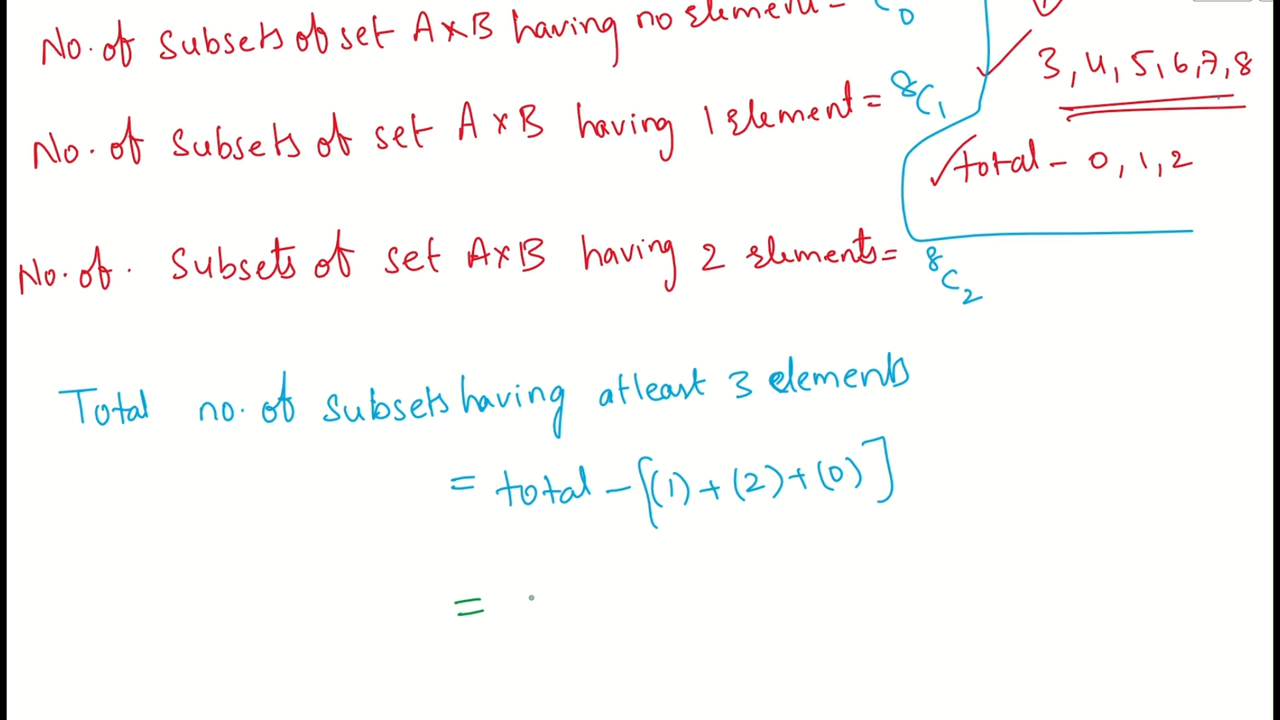 No. of subsets of set A×B having no element = C₀
3, 4, 5, 6, 7, 8
No. of subsets of set A×B having 1 element = ⁸C₁
total - 0, 1, 2
No. of. subsets of set A×B having 2 elements = ⁸C₂
Total no. of subsets having atleast 3 elements
= total - [(1) + (2) + (0)]
=